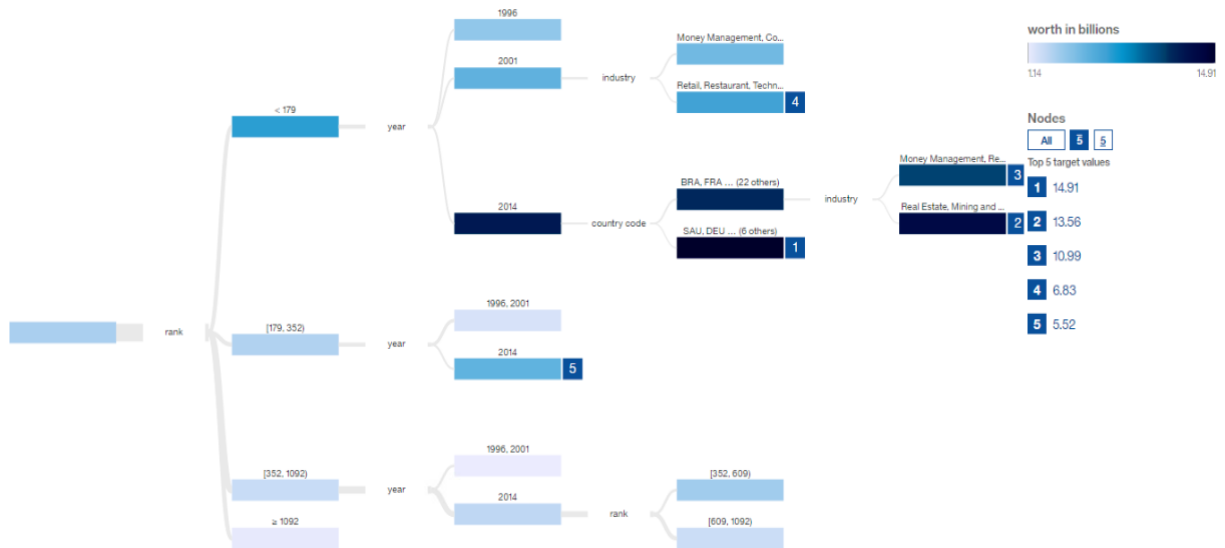 1996
2001
< 179
year
industry
Money Management, Co...
Retail, Restaurant, Techn...
4
2014
country code
BRA, FRA ... (22 others)
SAU, DEU ... (6 others)
1
industry
Money Management, Re...
3
Real Estate, Mining and ...
2
rank
[179, 352)
year
1996, 2001
2014
5
[352, 1092)
year
1996, 2001
2014
rank
[352, 609)
[609, 1092)
≥ 1092
worth in billions
1.14 14.91
Nodes
All 5 5
Top 5 target values
1 14.91
2 13.56
3 10.99
4 6.83
5 5.52